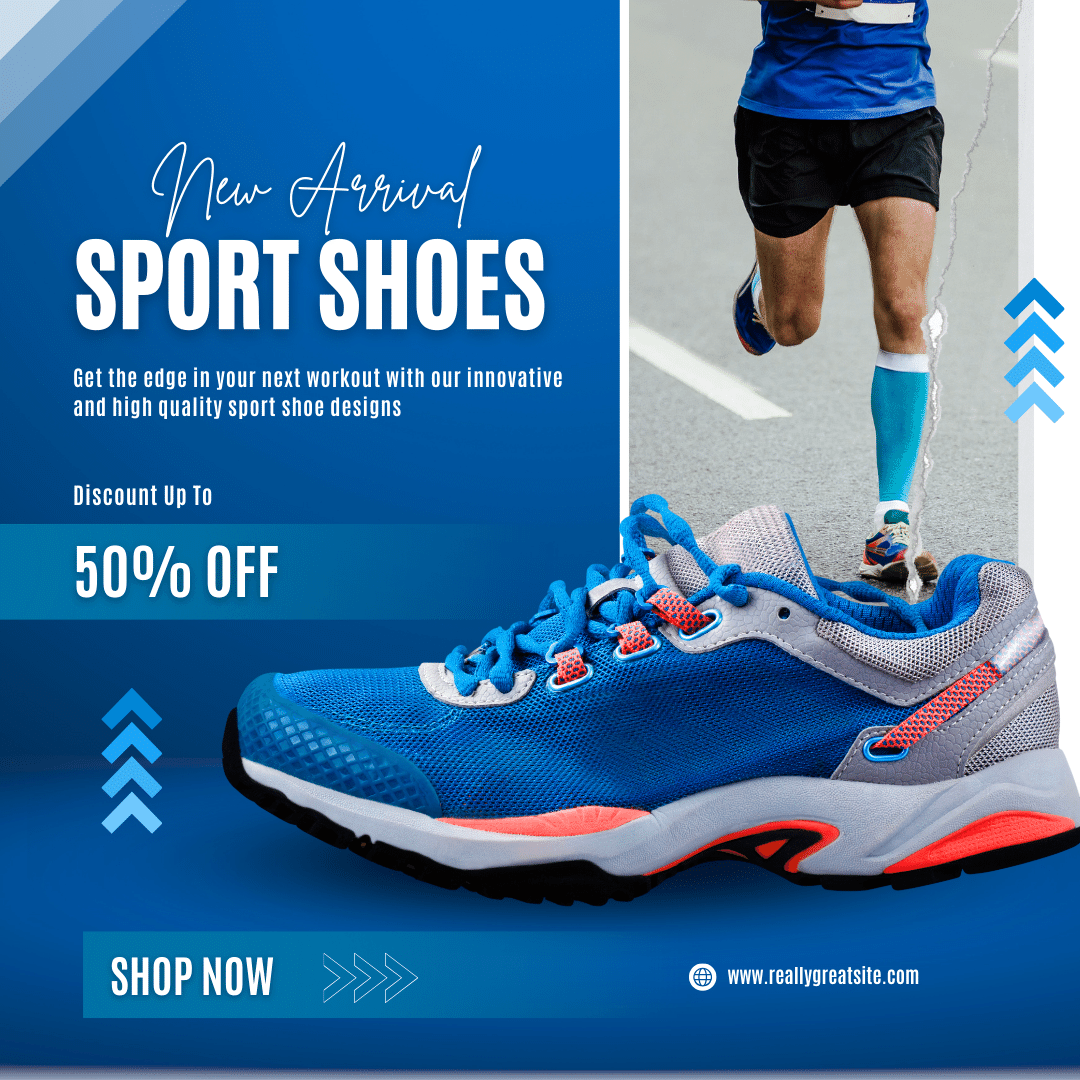 New Arrival
SPORT SHOES
Get the edge in your next workout with our innovative
and high quality sport shoe designs
Discount Up To
50% OFF
SHOP NOW
www.reallygreatsite.com